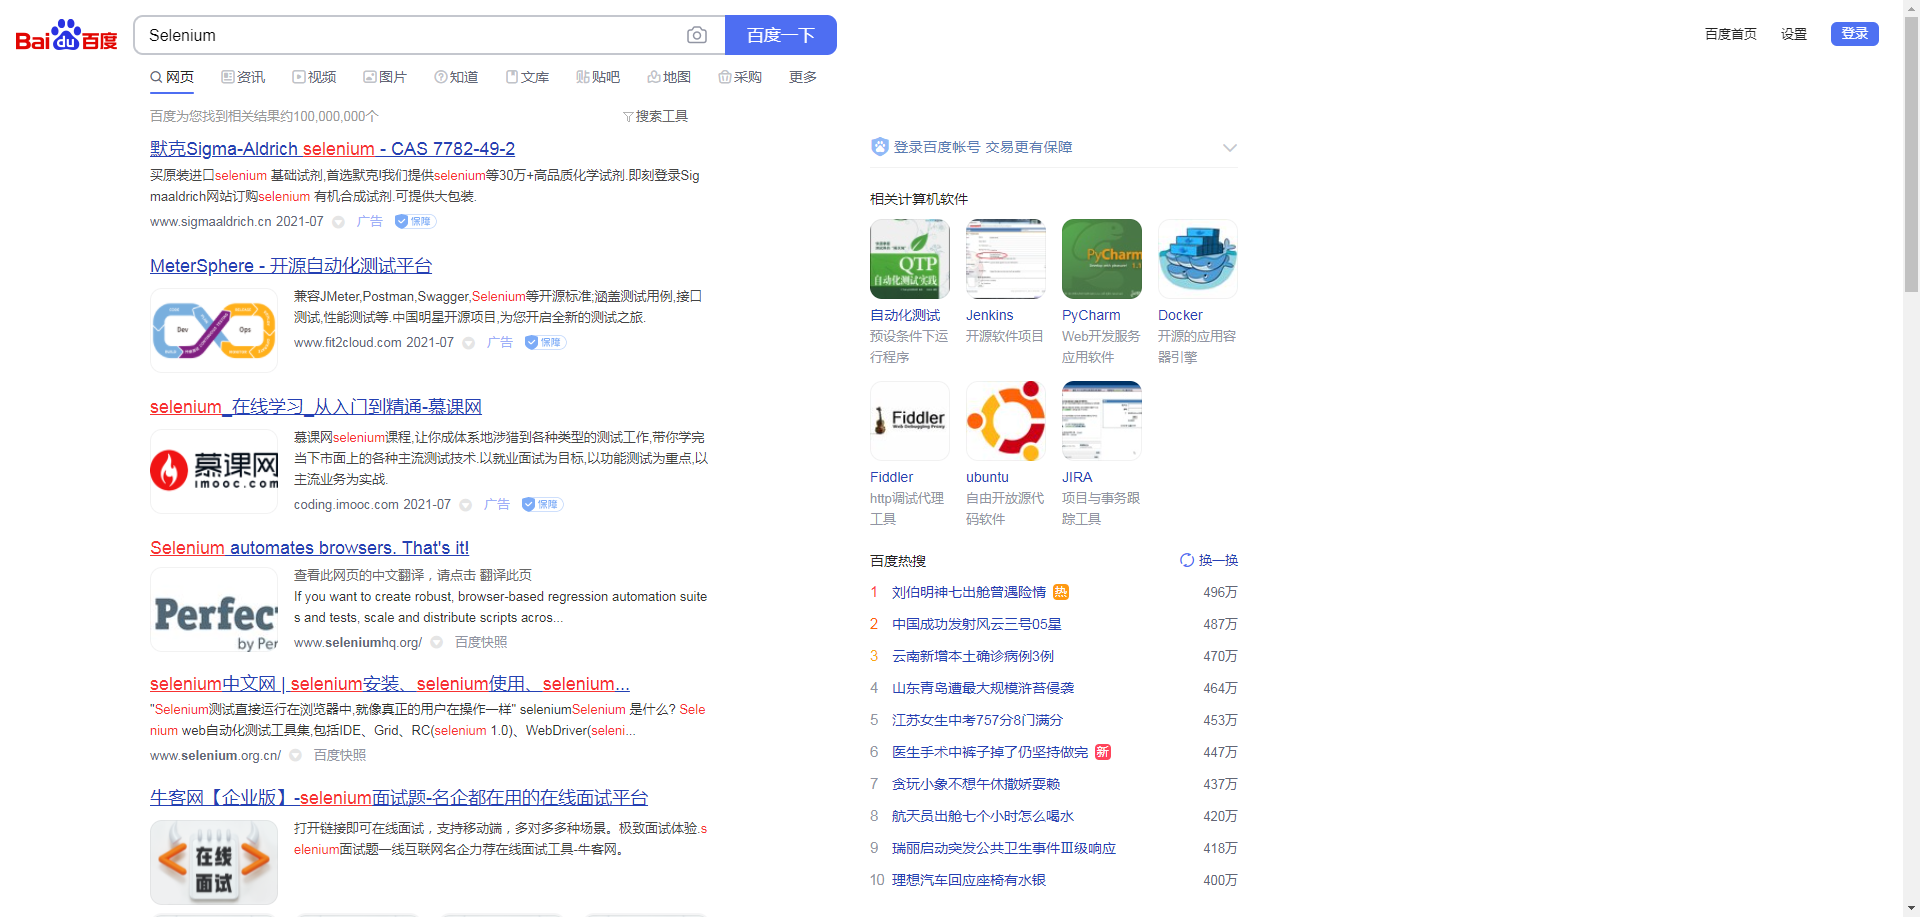 Bai du 百度
Selenium
百度一下
百度首页 设置 登录
网页 资讯 视频 图片 知道 文库 贴吧 地图 采购 更多
百度为您找到相关结果约100,000,000个
搜索工具
默克Sigma-Aldrich selenium - CAS 7782-49-2
买原装进口selenium 基础试剂,首选默克!我们提供selenium等30万+高品质化学试剂.即刻登录Sig
maaldrich网站订购selenium 有机合成试剂.可提供大包装.
www.sigmaaldrich.cn 2021-07 广告 保障
MeterSphere - 开源自动化测试平台
Dev Ops
兼容JMeter,Postman,Swagger,Selenium等开源标准;涵盖测试用例,接口
测试,性能测试等.中国明星开源项目,为您开启全新的测试之旅.
www.fit2cloud.com 2021-07 广告 保障
selenium_在线学习_从入门到精通-慕课网
慕课网
imooc.com
慕课网selenium课程,让你成体系地涉猎到各种类型的测试工作,带你学完
当下市面上的各种主流测试技术.以就业面试为目标,以功能测试为重点,以
主流业务为实战.
coding.imooc.com 2021-07 广告 保障
Selenium automates browsers. That's it!
Perfec
by Per
查看此网页的中文翻译，请点击 翻译此页
If you want to create robust, browser-based regression automation suite
s and tests, scale and distribute scripts acros...
www.seleniumhq.org/ 百度快照
selenium中文网 | selenium安装、selenium使用、selenium...
"Selenium测试直接运行在浏览器中,就像真正的用户在操作一样" seleniumSelenium 是什么? Sele
nium web自动化测试工具集,包括IDE、Grid、RC(selenium 1.0)、WebDriver(seleni...
www.selenium.org.cn/ 百度快照
牛客网【企业版】-selenium面试题-名企都在用的在线面试平台
在线
面试
打开链接即可在线面试，支持移动端，多对多多种场景。极致面试体验.s
elenium面试题一线互联网名企力荐在线面试工具-牛客网。
登录百度帐号 交易更有保障
相关计算机软件
QTP
自动化测试实践
PyCharm
自动化测试 Jenkins PyCharm Docker
预设条件下运 开源软件项目 Web开发服务 开源的应用容
行程序 应用软件 器引擎
Fiddler
Web Debugging Proxy
Fiddler ubuntu JIRA
http调试代理 自由开放源代 项目与事务跟
工具 码软件 踪工具
百度热搜 换一换
1 刘伯明神七出舱曾遇险情 热 496万
2 中国成功发射风云三号05星 487万
3 云南新增本土确诊病例3例 470万
4 山东青岛遭最大规模浒苔侵袭 464万
5 江苏女生中考757分8门满分 453万
6 医生手术中裤子掉了仍坚持做完 新 447万
7 贪玩小象不想午休撒娇耍赖 437万
8 航天员出舱七个小时怎么喝水 420万
9 瑞丽启动突发公共卫生事件Ⅲ级响应 418万
10 理想汽车回应座椅有水银 400万